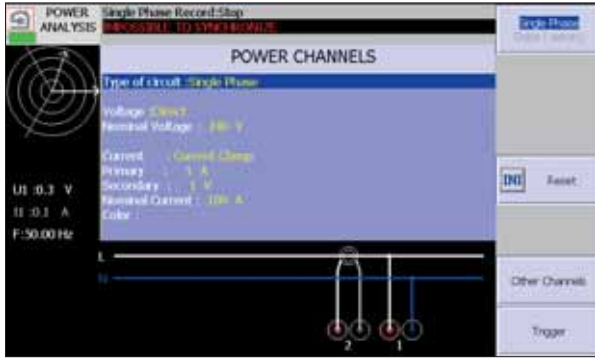 POWER ANALYSIS
Single Phase Record:Stop
IMPOSSIBLE TO SYNCHRONIZE
Single Phase
POWER CHANNELS
Type of circuit :Single Phase
Voltage :Direct
Nominal Voltage : V
Current : Current Clamp
Primary : 1 A
Secondary : 1 V
Nominal Current : 100 A
Color :
U1 :0.3 V
I1 :0.1 A
F:50.00 Hz
INI Reset
L
N
Other Channels
Trigger
2 1